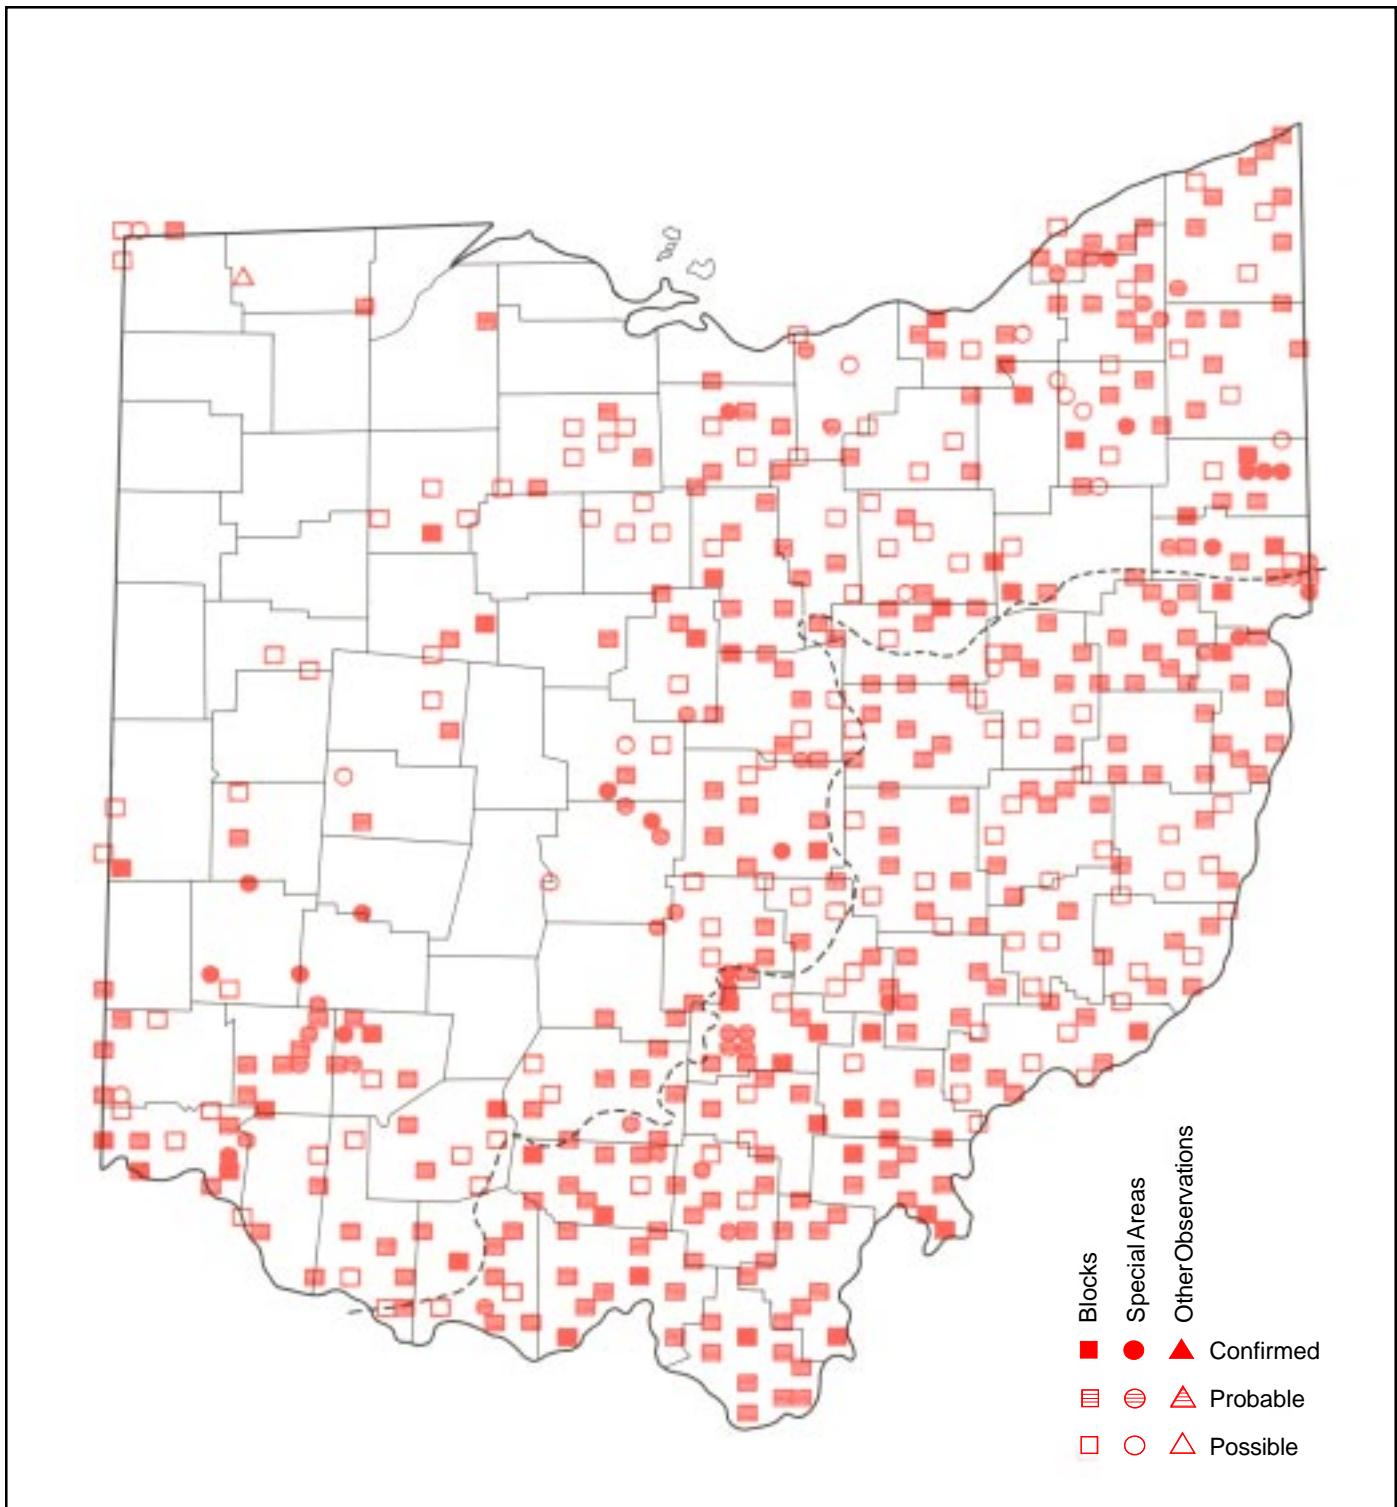 Blocks
Special Areas
Other Observations
Confirmed
Probable
Possible